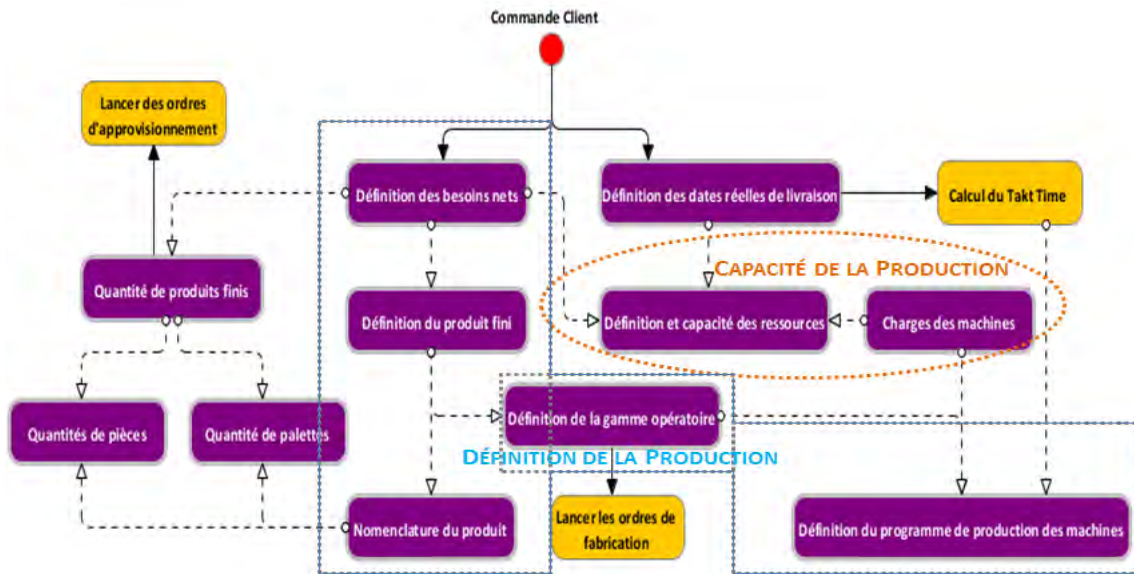 Commande Client
Lancer des ordres
d'approvisionnement
Définition des besoins nets
Définition des dates réelles de livraison
Calcul du Takt Time
CAPACITÉ DE LA PRODUCTION
Quantité de produits finis
Définition du produit fini
Définition et capacité des ressources
Charges des machines
Quantités de pièces
Quantité de palettes
Définition de la gamme opératoire
DÉFINITION DE LA PRODUCTION
Nomenclature du produit
Lancer les ordres de
fabrication
Définition du programme de production des machines